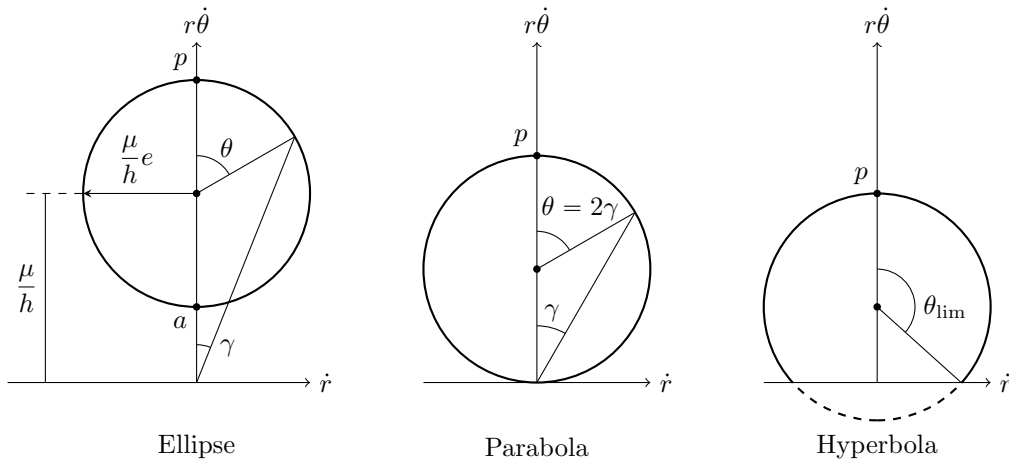 rθ̇
p
μ/h e
θ
μ/h
a
γ
ṙ
Ellipse
rθ̇
p
θ = 2γ
γ
ṙ
Parabola
rθ̇
p
θlim
ṙ
Hyperbola